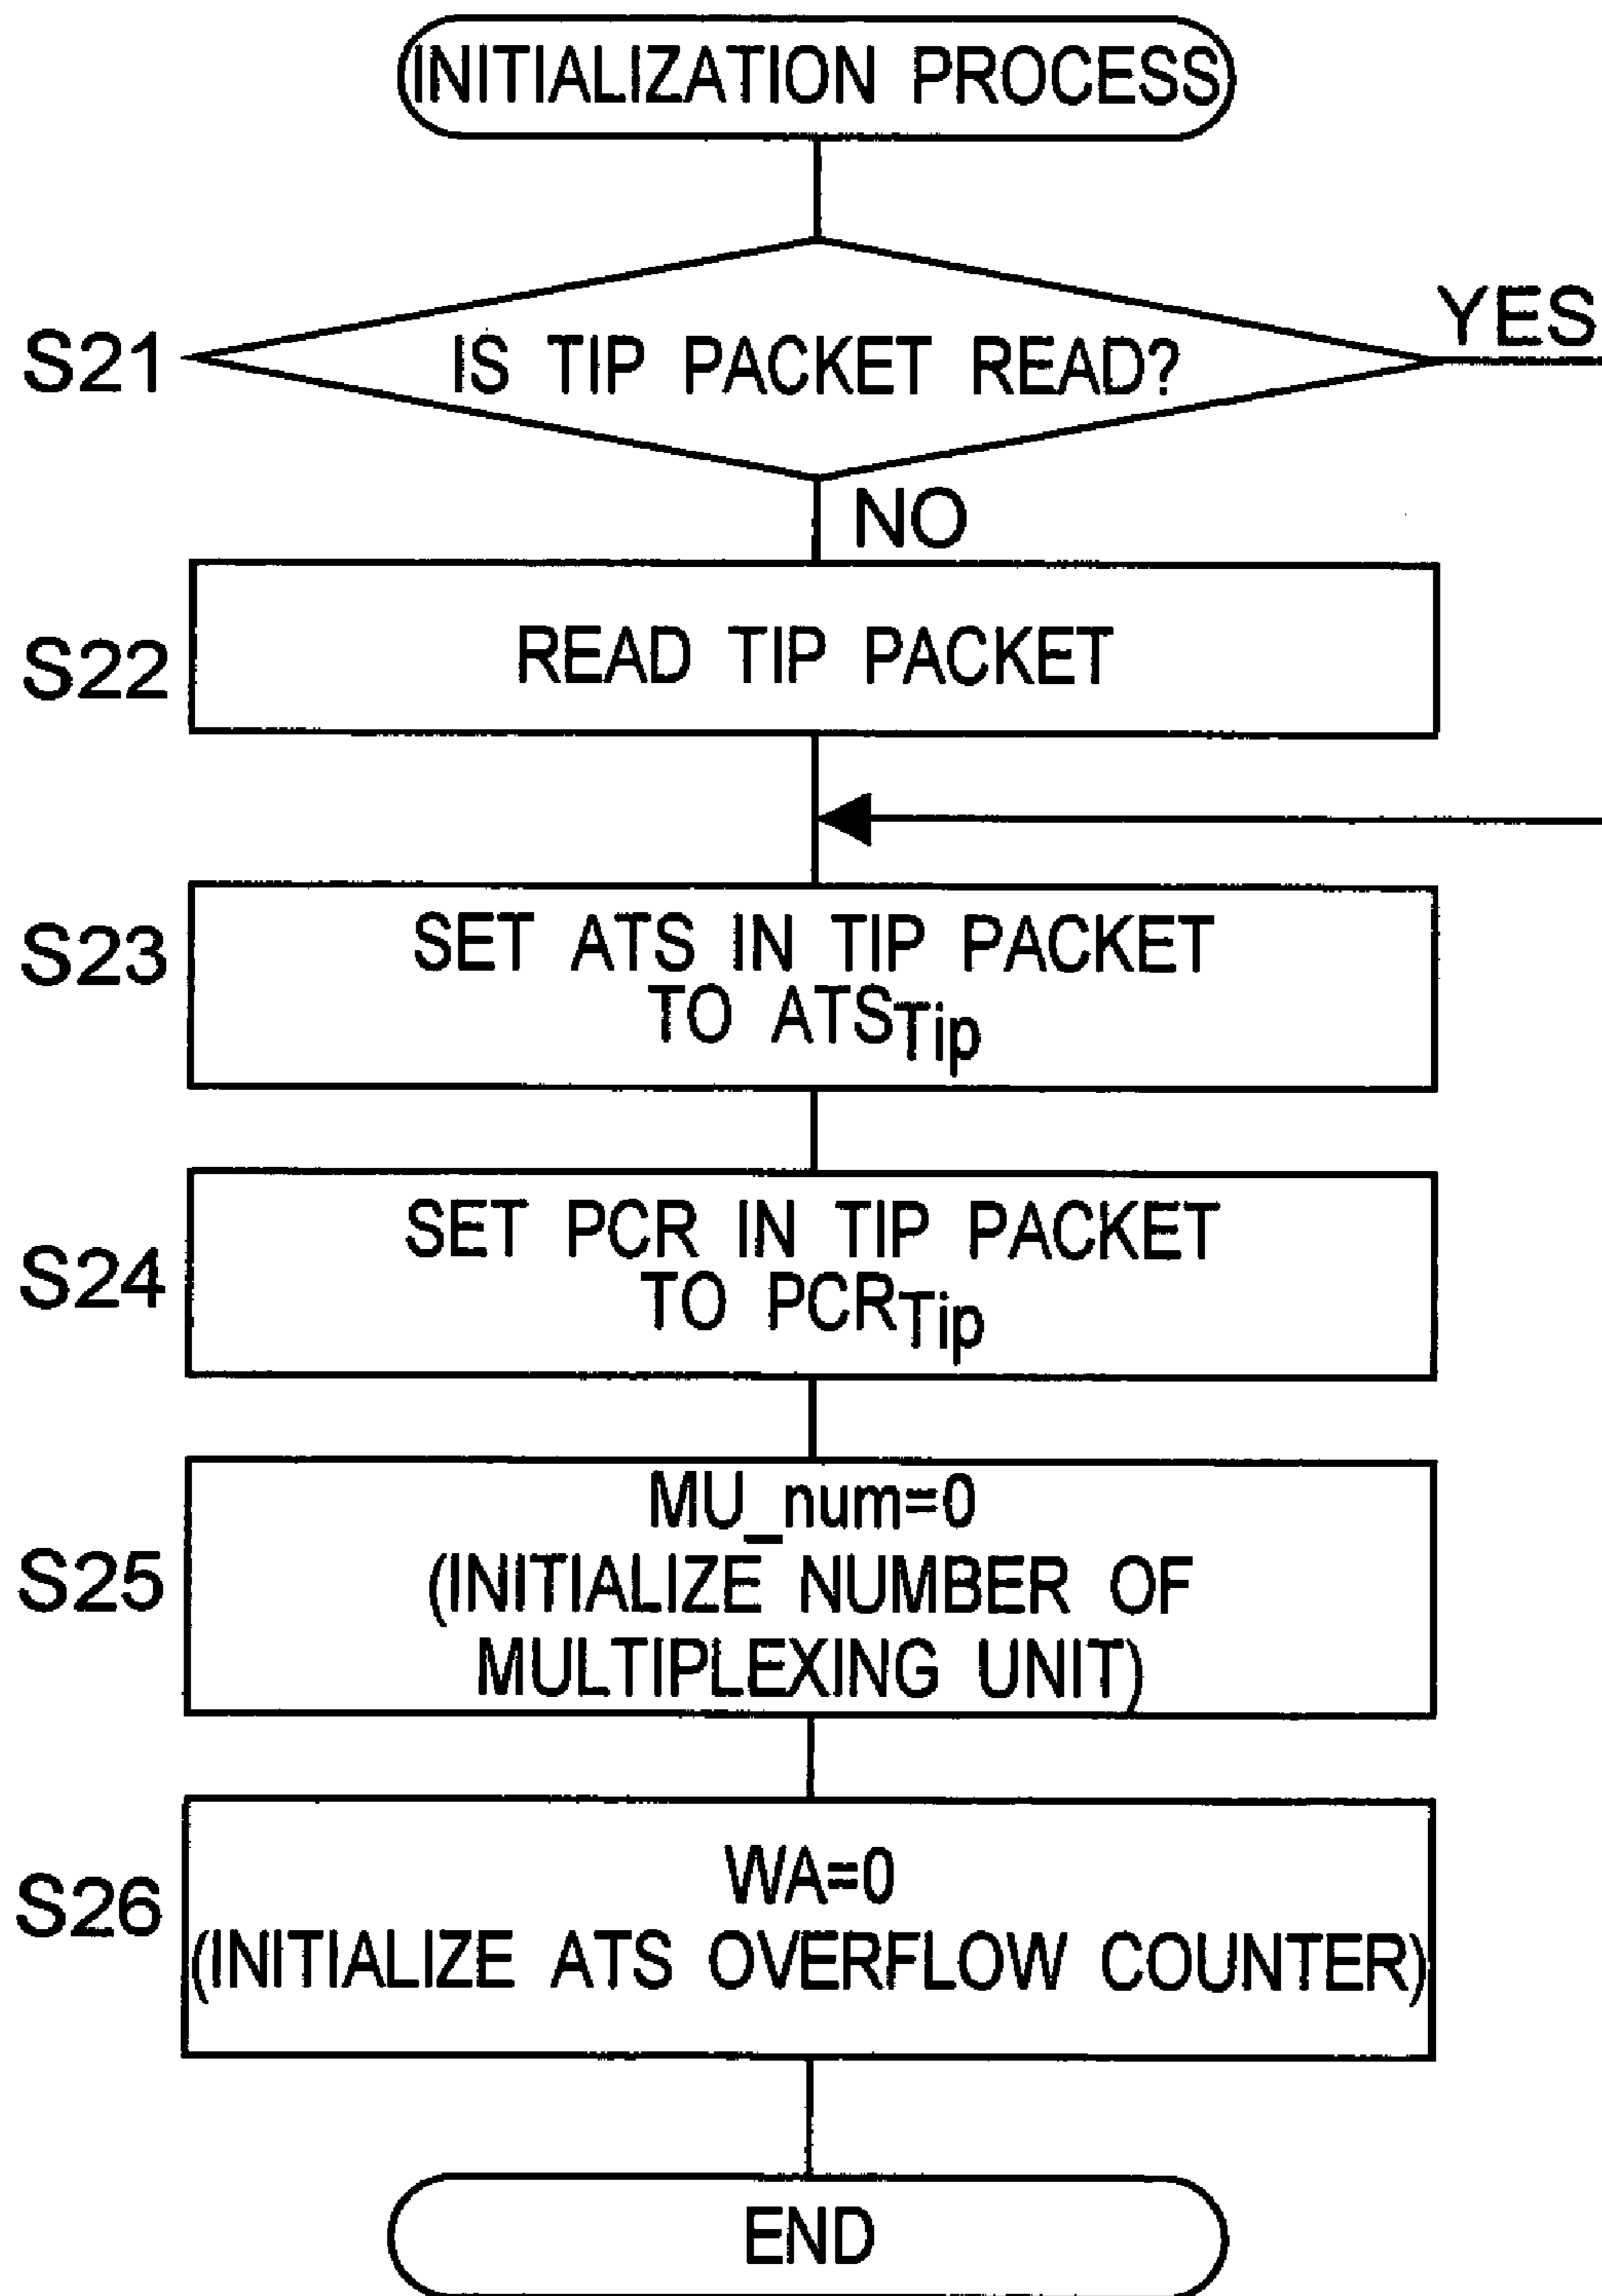 INITIALIZATION PROCESS
S21
IS TIP PACKET READ?
YES
NO
S22
READ TIP PACKET
S23
SET ATS IN TIP PACKET
TO ATSTip
S24
SET PCR IN TIP PACKET
TO PCRTip
S25
MU_num=0
(INITIALIZE NUMBER OF
MULTIPLEXING UNIT)
S26
WA=0
(INITIALIZE ATS OVERFLOW COUNTER)
END